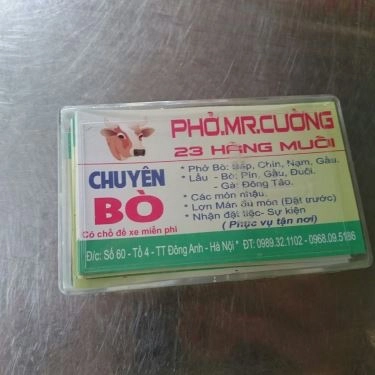 PHỞ.MR.CƯỜNG
23 HÀNG MUỐI
CHUYÊN
BÒ
Có chỗ để xe miễn phí
* Phở Bò: Bắp, Chín, Nạm, Gầu.
* Lẩu - Bò: Pín, Gầu, Đuôi.
- Gà: Đông Tảo.
* Các món nhậu.
* Lợn Mán 8 món (Đặt trước)
* Nhận đặt tiệc- Sự kiện
( Phục vụ tận nơi )
Đ/c: Số 60 - Tổ 4 - TT Đông Anh - Hà Nội * ĐT: 0989.32.1102 - 0968.09.5186